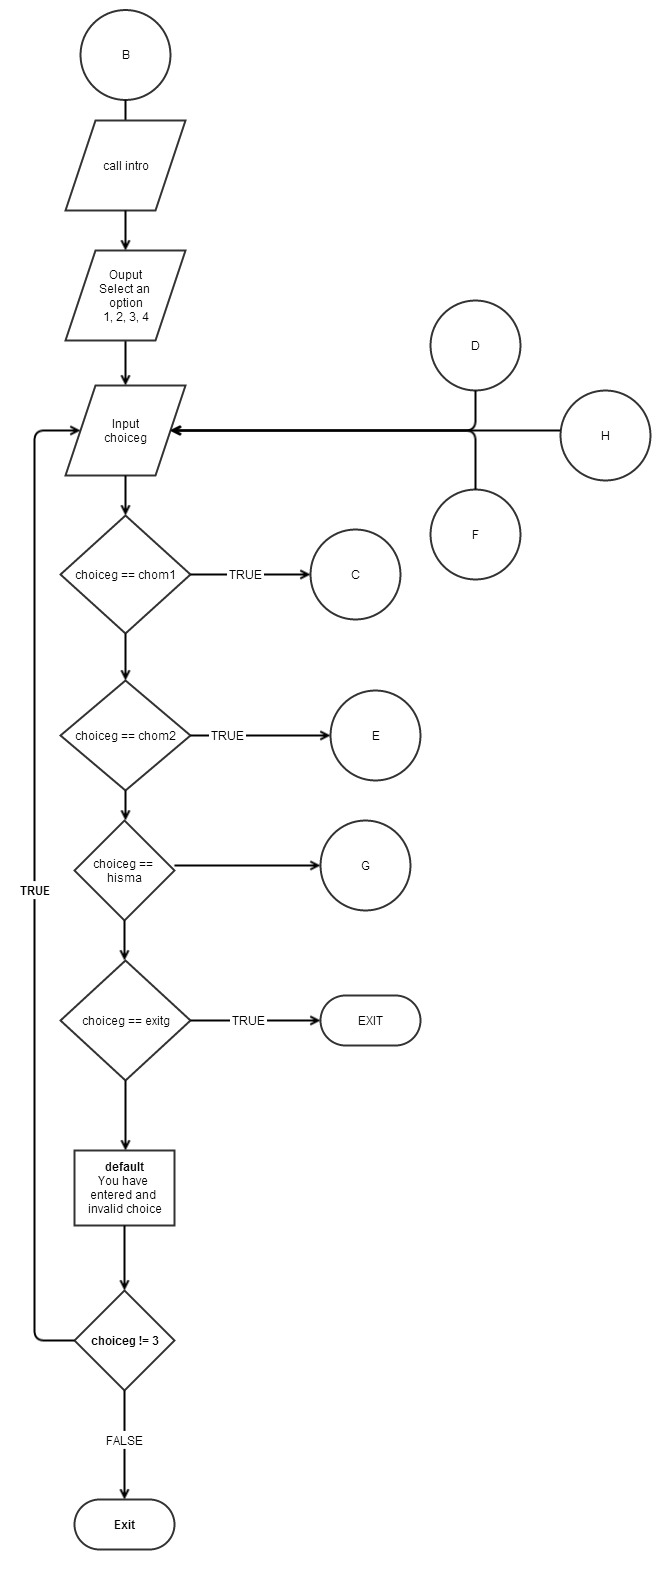 B
call intro
Ouput
Select an
option
1, 2, 3, 4
D
Input
choiceg
H
F
choiceg == chom1
TRUE
C
choiceg == chom2
TRUE
E
choiceg ==
hisma
G
TRUE
choiceg == exitg
TRUE
EXIT
default
You have
entered and
invalid choice
choiceg != 3
FALSE
Exit